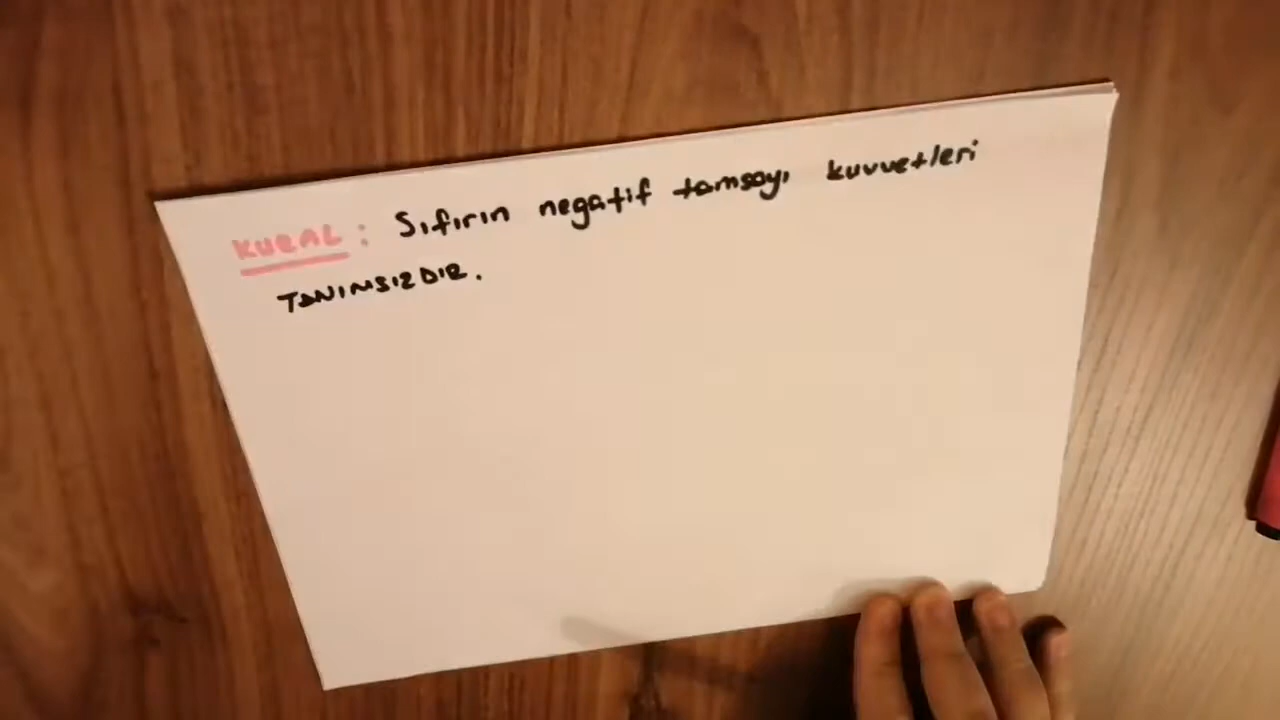 KURAL : Sıfırın negatif tamsayı kuvvetleri
TANIMSIZDIR.